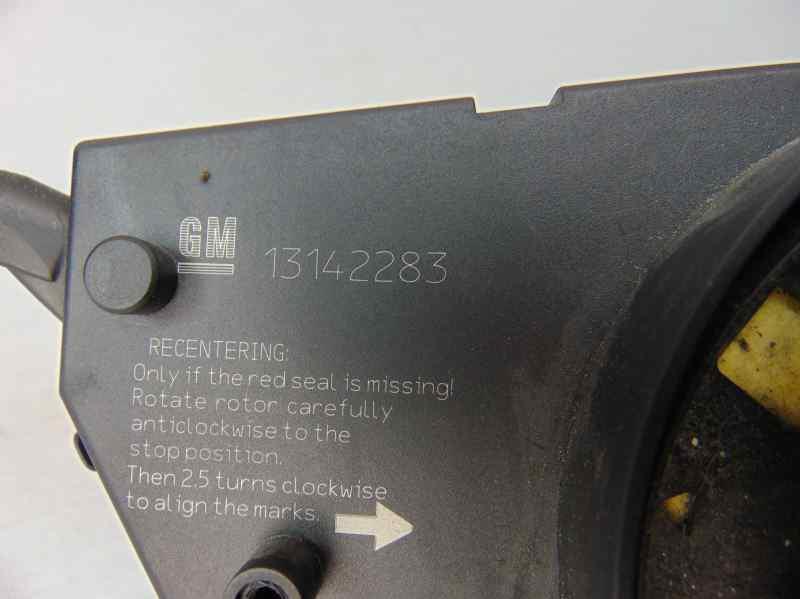 GM 13142283
RECENTERING:
Only if the red seal is missing!
Rotate rotor carefully
anticlockwise to the
stop position.
Then 2.5 turns clockwise
to align the marks.